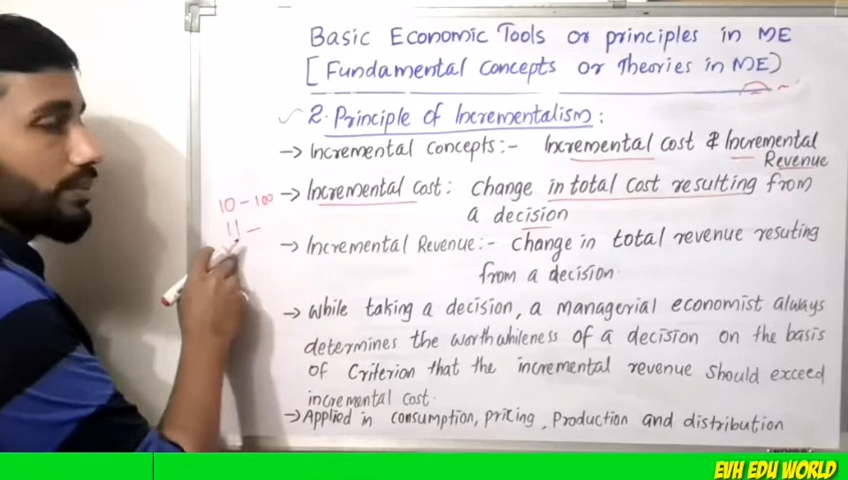 Basic Economic Tools or principles in ME
[Fundamental Concepts or Theories in ME)
2. Principle of Incrementalism:
→ Incremental Concepts:- Incremental cost & Incremental
Revenue
→ Incremental Cost: change in total cost resulting from
a decision
10 - 100
11 -
→ Incremental Revenue:- change in total revenue resuting
from a decision.
→ While taking a decision, a managerial economist always
determines the worthwhileness of a decision on the basis
of Criterion that the incremental revenue should exceed
incremental cost.
→ Applied in consumption, pricing, Production and distribution
EVH EDU WORLD